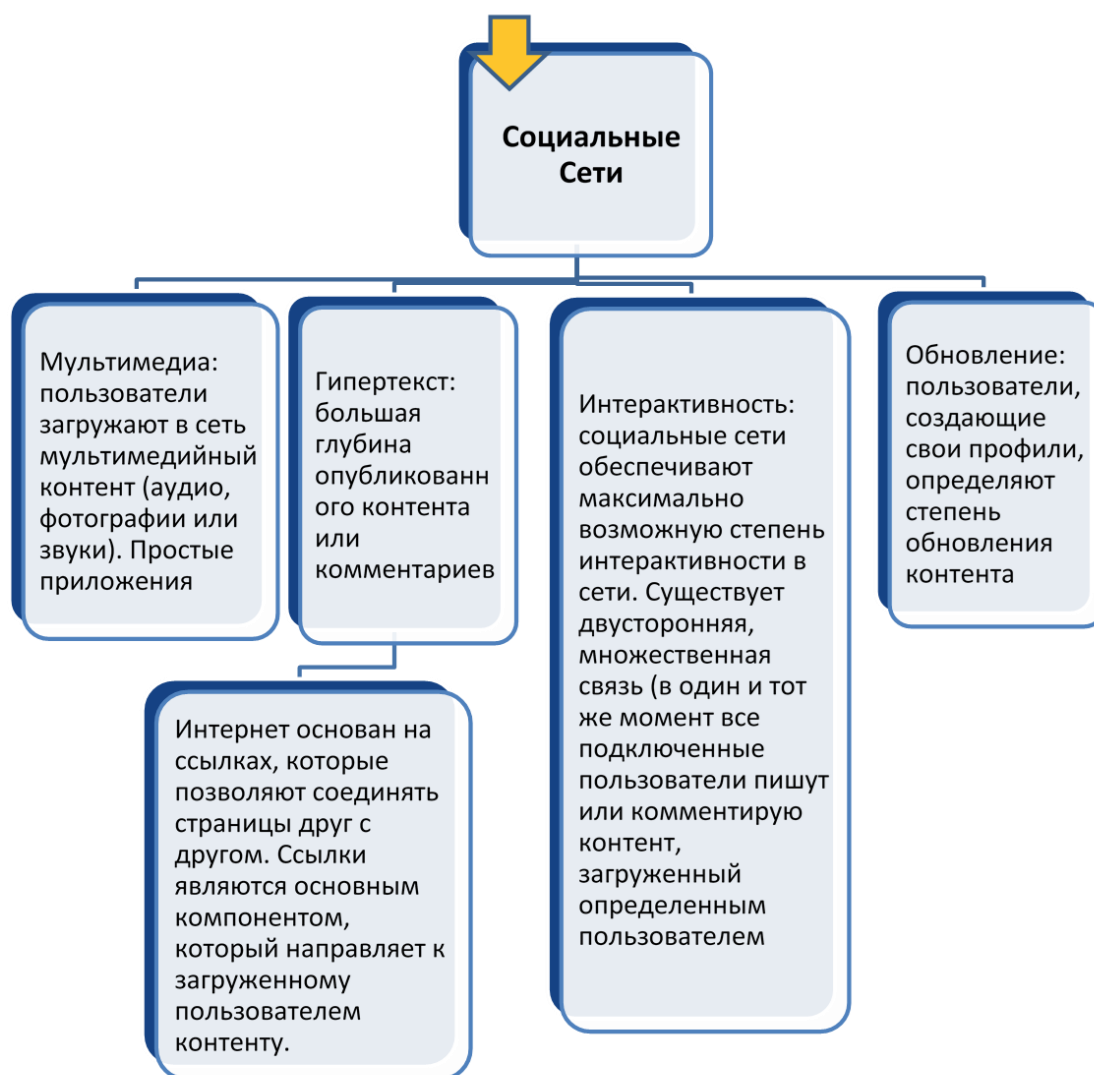 Социальные
Сети
Мультимедиа:
пользователи
загружают в сеть
мультимедийный
контент (аудио,
фотографии или
звуки). Простые
приложения
Гипертекст:
большая
глубина
опубликованн
ого контента
или
комментариев
Интернет основан на
ссылках, которые
позволяют соединять
страницы друг с
другом. Ссылки
являются основным
компонентом,
который направляет к
загруженному
пользователем
контенту.
Интерактивность:
социальные сети
обеспечивают
максимально
возможную степень
интерактивности в
сети. Существует
двусторонняя,
множественная
связь (в один и тот
же момент все
подключенные
пользователи пишут
или комментирую
контент,
загруженный
определенным
пользователем
Обновление:
пользователи,
создающие
свои профили,
определяют
степень
обновления
контента